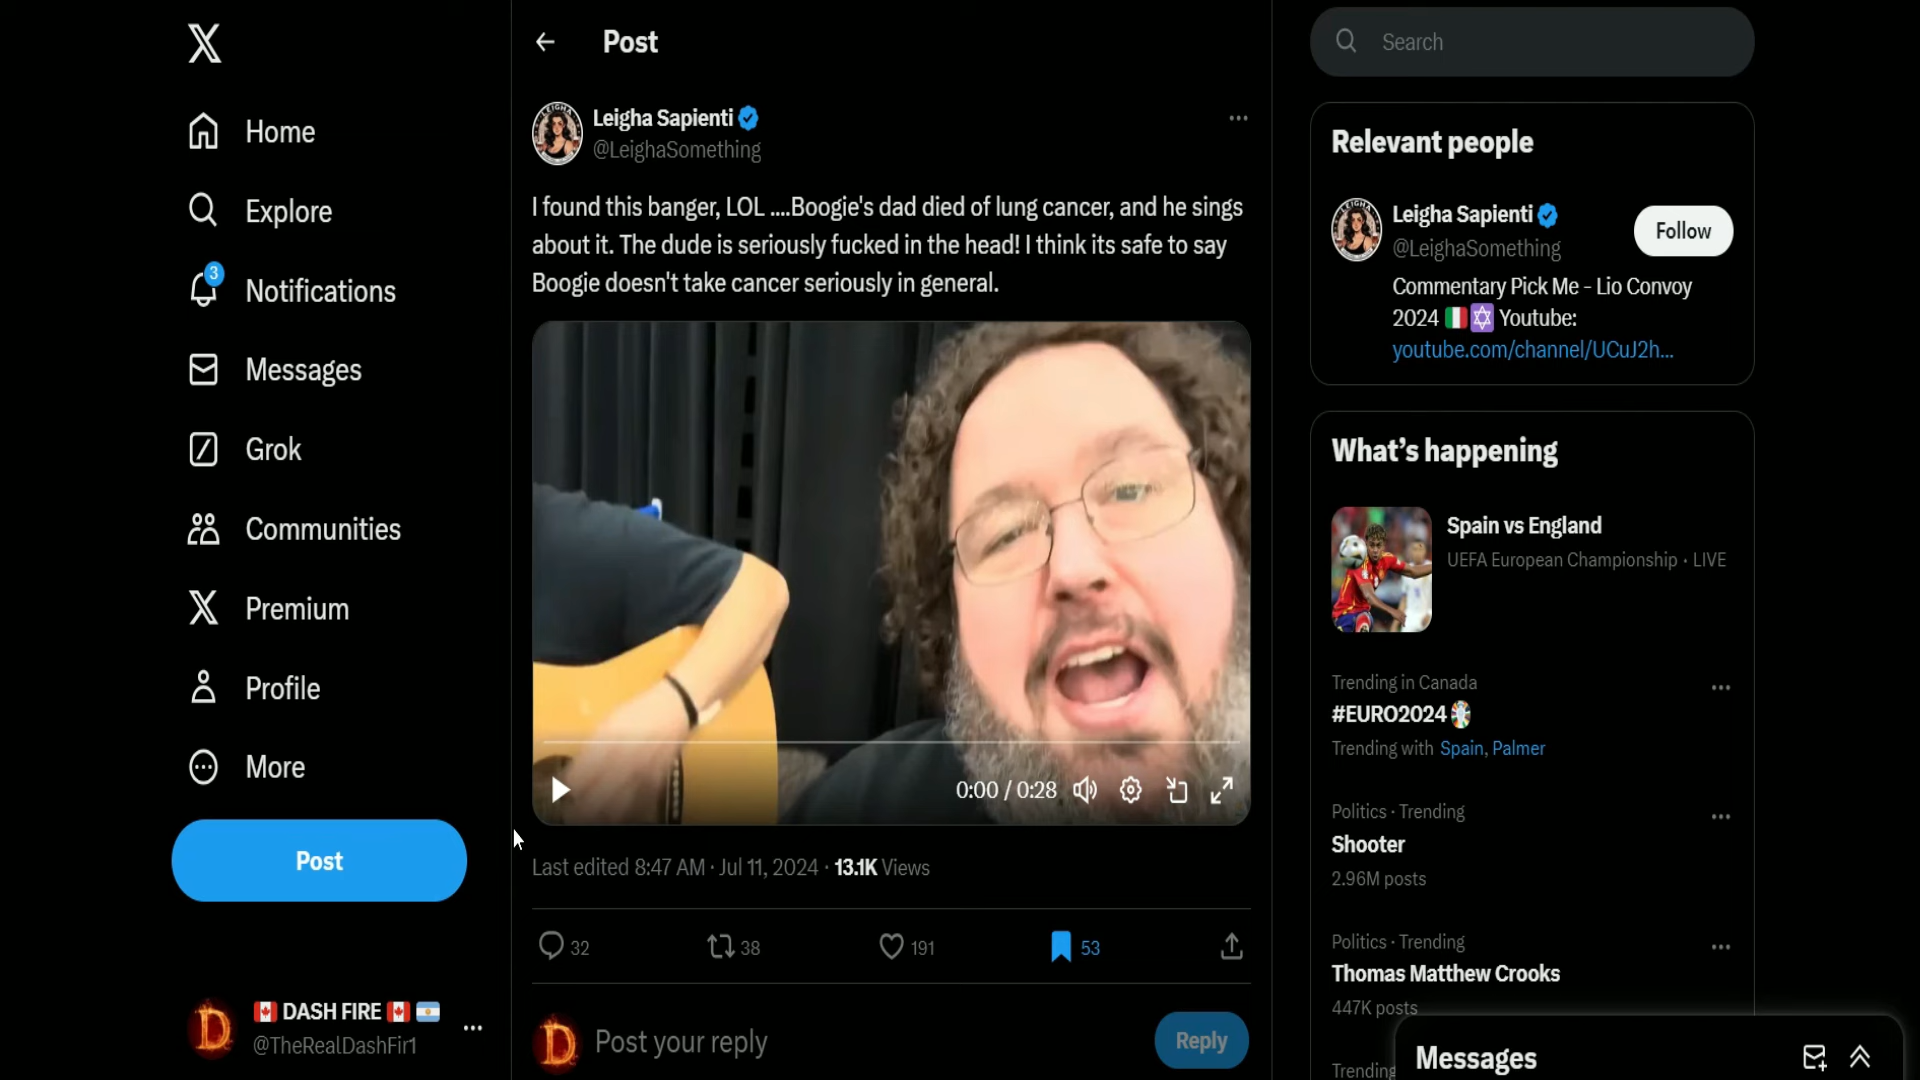 Home
Explore
3
Notifications
Messages
Grok
Communities
Premium
Profile
More
Post
DASH FIRE
@TheRealDashFir1
Post
Leigha Sapienti
@LeighaSomething
I found this banger, LOL ....Boogie's dad died of lung cancer, and he sings
about it. The dude is seriously fucked in the head! I think its safe to say
Boogie doesn't take cancer seriously in general.
0:00 / 0:28
Last edited 8:47 AM · Jul 11, 2024 · 13.1K Views
32 38 191 53
Post your reply
Reply
Search
Relevant people
Leigha Sapienti
@LeighaSomething
Follow
Commentary Pick Me - Lio Convoy
2024 🇮🇹🔯 Youtube:
youtube.com/channel/UCuJ2h...
What's happening
Spain vs England
UEFA European Championship · LIVE
Trending in Canada
#EURO2024
Trending with Spain, Palmer
Politics · Trending
Shooter
2.96M posts
Politics · Trending
Thomas Matthew Crooks
447K posts
Trending
Messages